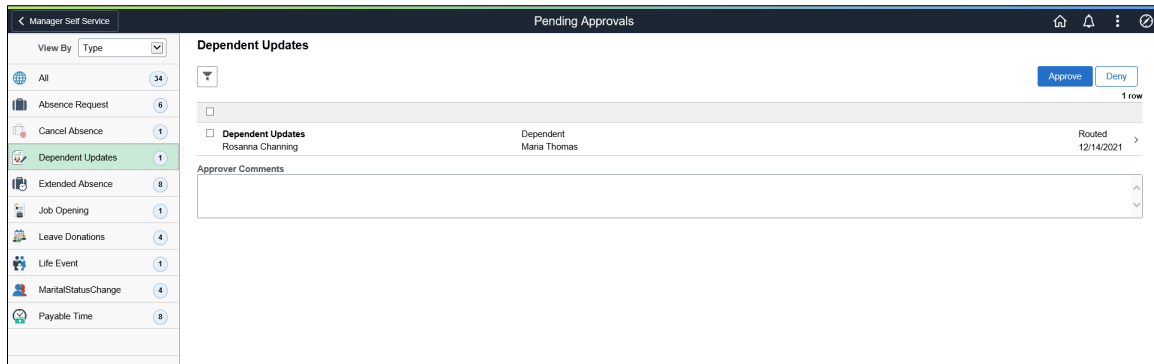 Manager Self Service
Pending Approvals
View By Type
All 34
Absence Request 6
Cancel Absence 1
Dependent Updates 1
Extended Absence 8
Job Opening 1
Leave Donations 4
Life Event 1
MaritalStatusChange 4
Payable Time 8
Dependent Updates
Approve Deny
1 row
Dependent Updates Dependent Routed
Rosanna Channing Maria Thomas 12/14/2021
Approver Comments